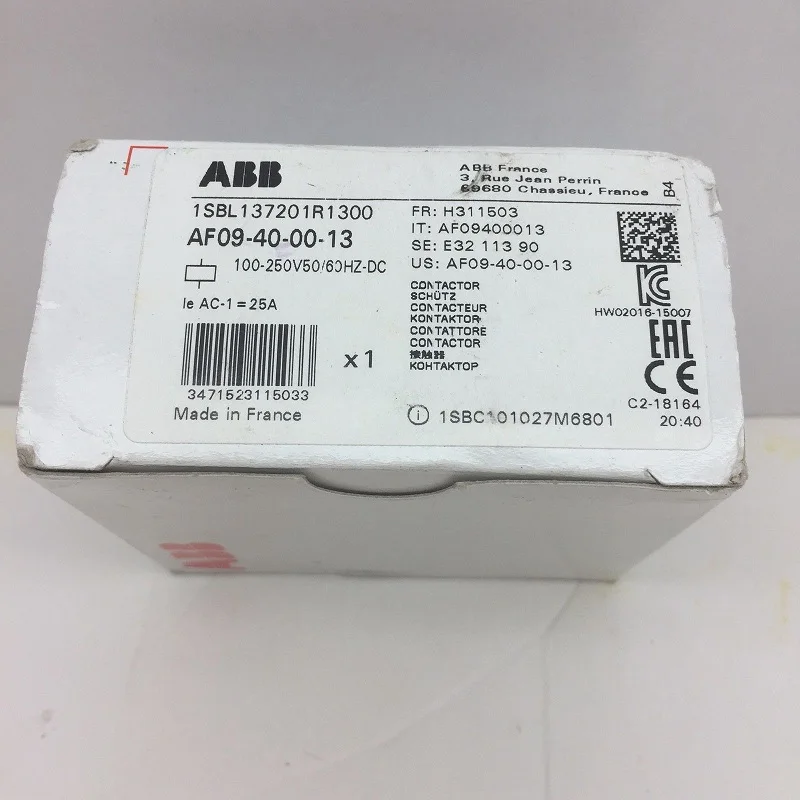 ABB
ABB France
3, Rue Jean Perrin
69680 Chassieu, France
B4
1SBL137201R1300
AF09-40-00-13
100-250V50/60HZ-DC
Ie AC-1 = 25A
FR: H311503
IT: AF09400013
SE: E32 113 90
US: AF09-40-00-13
CONTACTOR
SCHÜTZ
CONTACTEUR
KONTAKTOR
CONTATTORE
CONTACTOR
接触器
КОНТАКТОР
HW02016-15007
EAC
CE
C2-18164
20:40
x 1
3471523115033
Made in France
1SBC101027M6801
ABB